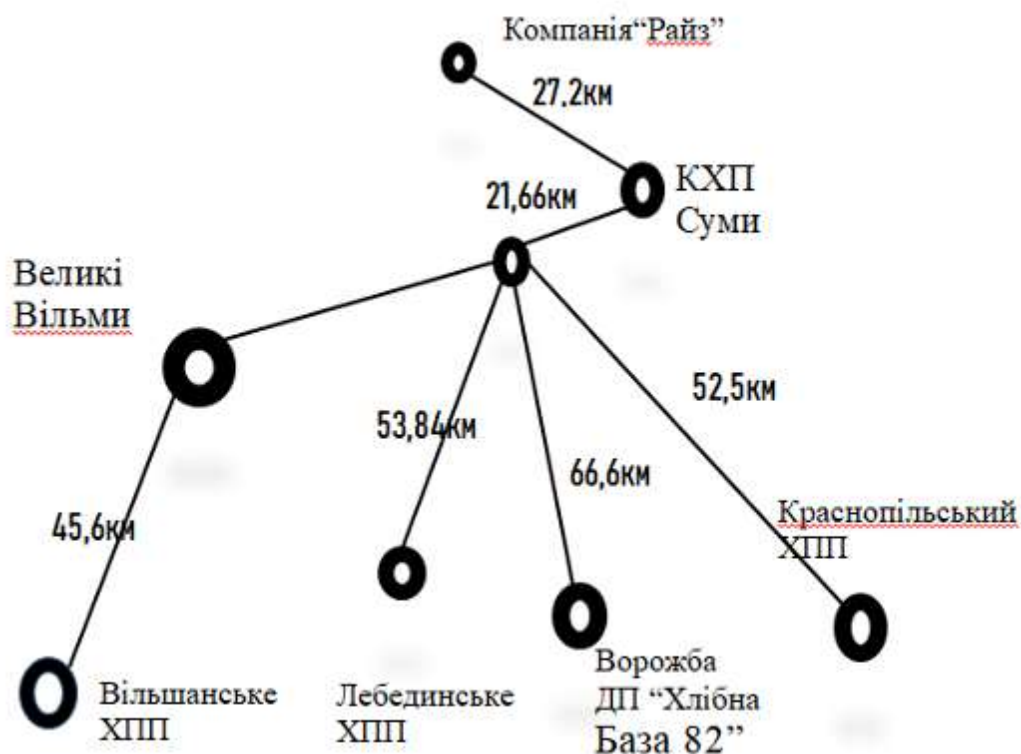 Компанія“Райз”
27,2км
КХП
Суми
21,66км
Великі
Вільми
52,5км
53,84км
66,6км
45,6км
Краснопільський
ХПП
Вільшанське
ХПП
Лебединське
ХПП
Ворожба
ДП “Хлібна
База 82”